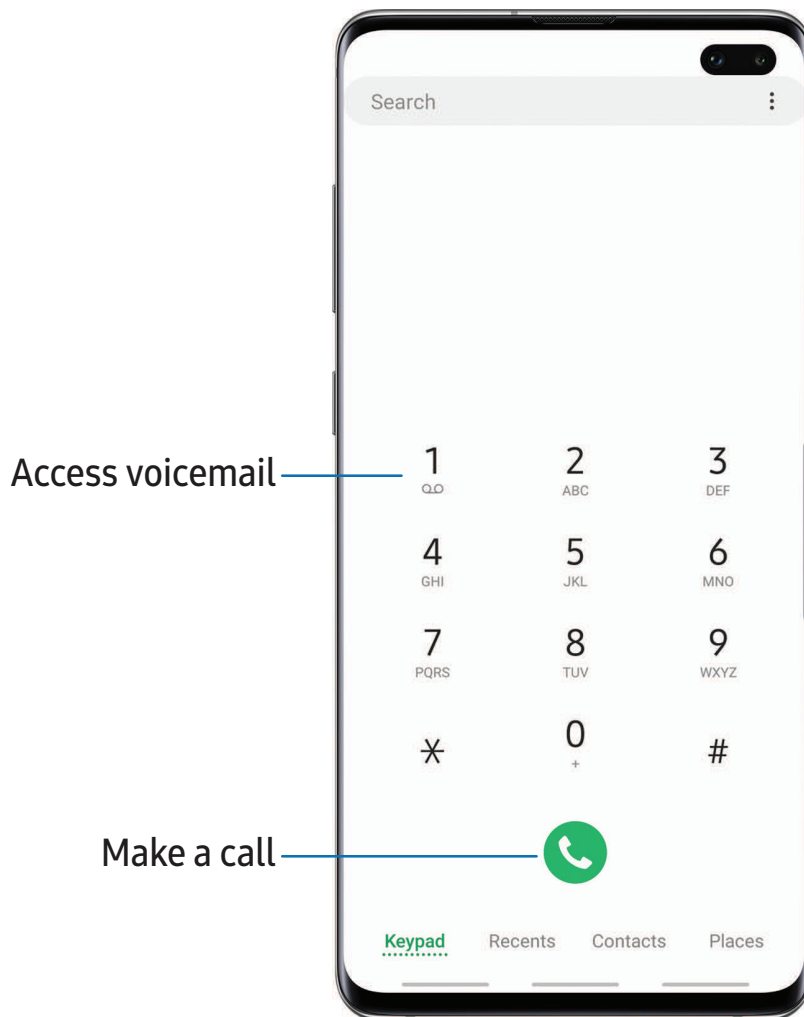 Search
Access voicemail
1 2 3
ABC DEF
4 5 6
GHI JKL MNO
7 8 9
PQRS TUV WXYZ
* 0 #
+
Make a call
Keypad Recents Contacts Places